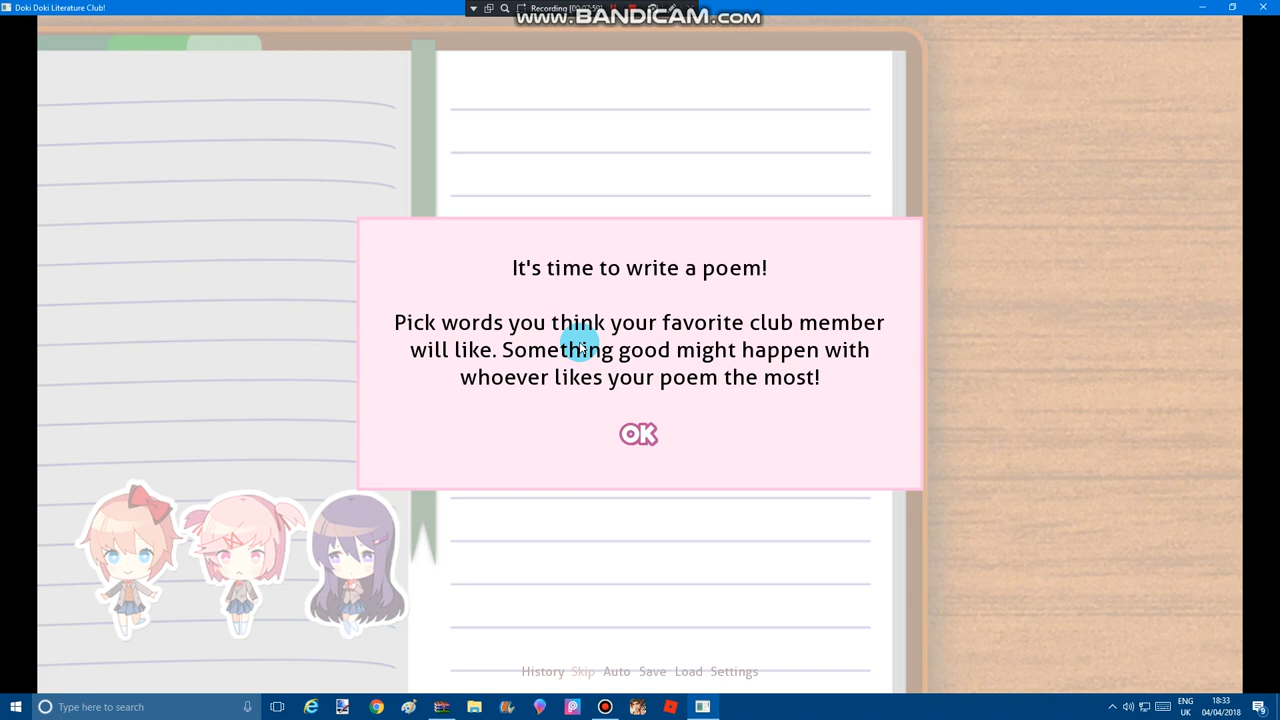 Doki Doki Literature Club!
www.BANDICAM.com
It's time to write a poem!
Pick words you think your favorite club member
will like. Something good might happen with
whoever likes your poem the most!
OK
History Skip Auto Save Load Settings
Type here to search
ENG
UK
18:33
04/04/2018